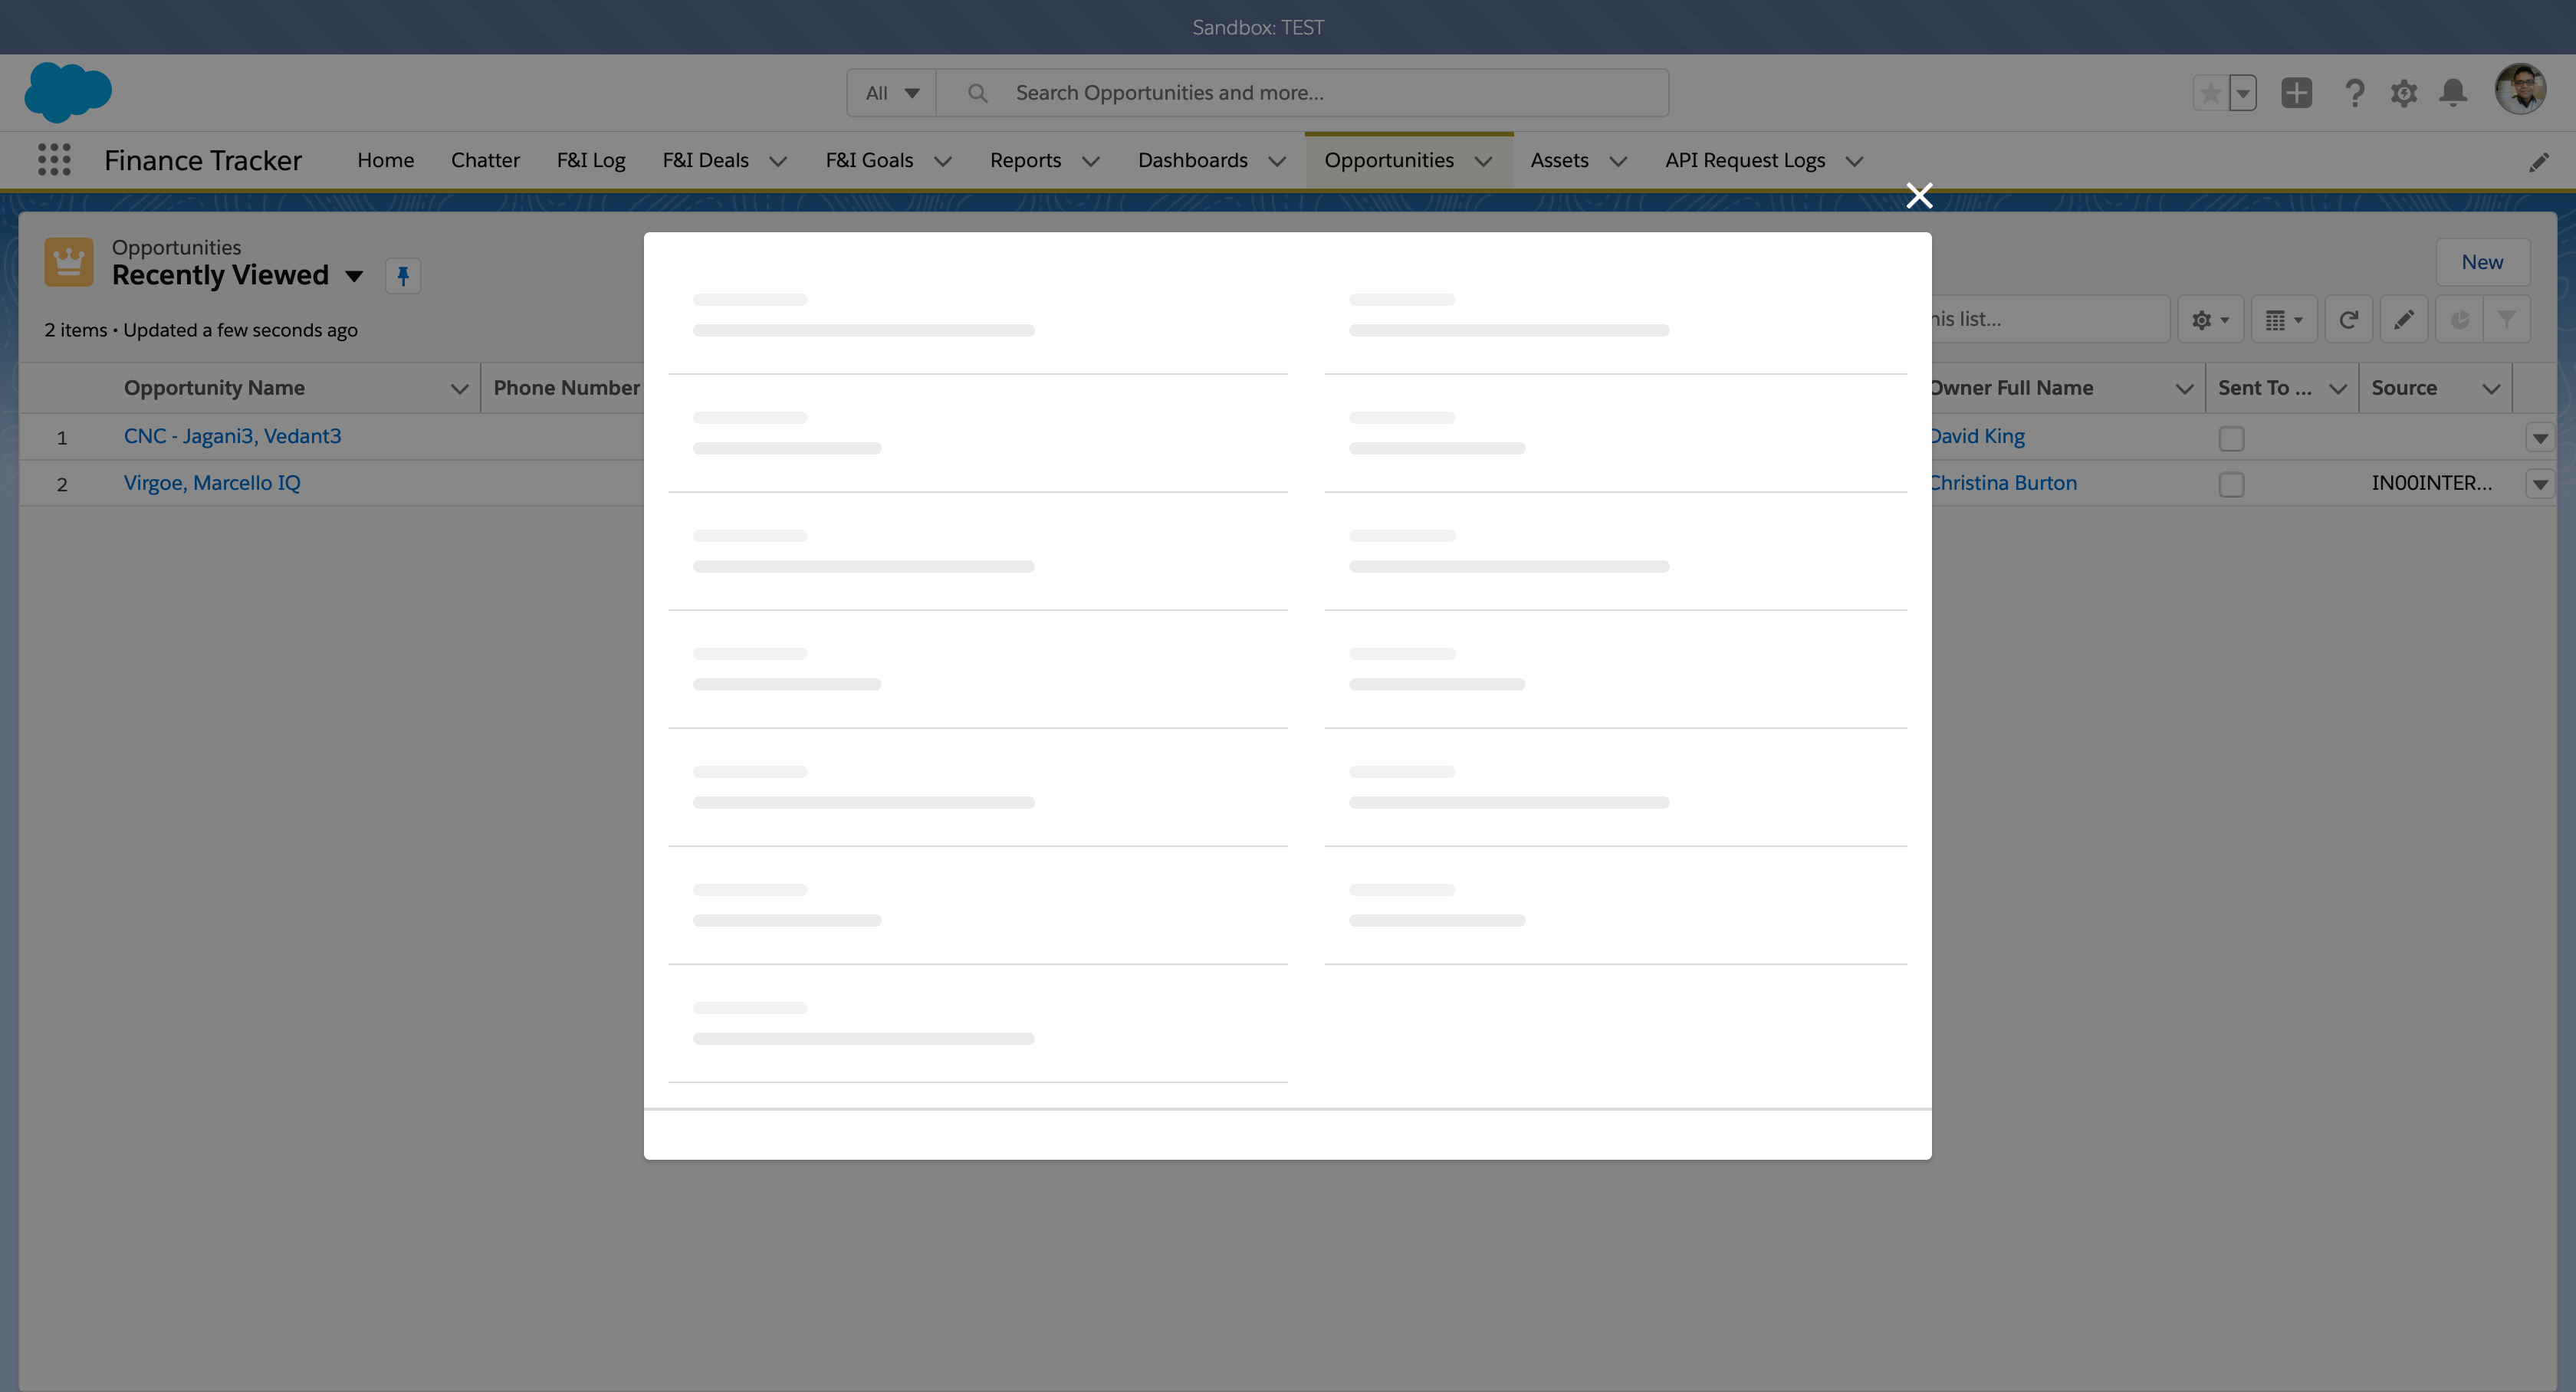 Sandbox: TEST
All
Search Opportunities and more...
Finance Tracker
Home
Chatter
F&I Log
F&I Deals
F&I Goals
Reports
Dashboards
Opportunities
Assets
API Request Logs
Opportunities
Recently Viewed
New
2 items • Updated a few seconds ago
his list...
Opportunity Name
Phone Number
Owner Full Name
Sent To ...
Source
1
CNC - Jagani3, Vedant3
David King
2
Virgoe, Marcello IQ
Christina Burton
IN00INTER...